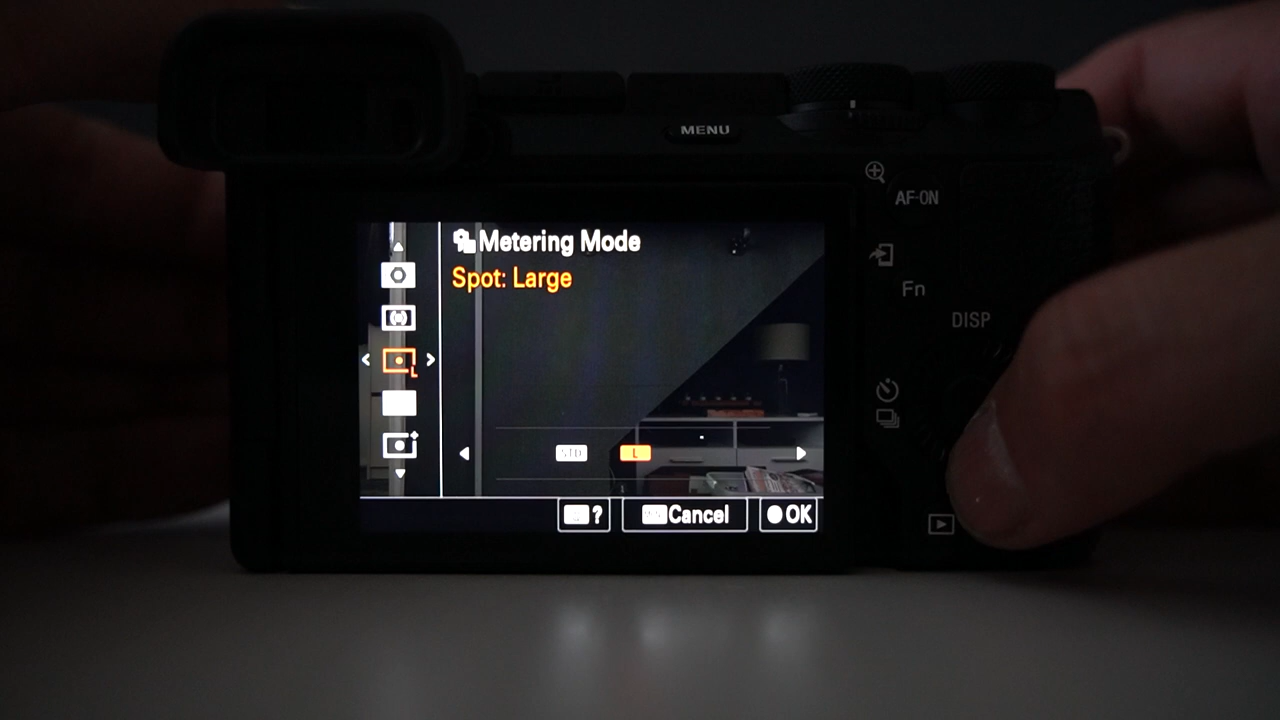 MENU
AF-ON
Metering Mode
Spot: Large
Fn
DISP
L
STD
L
? Cancel OK